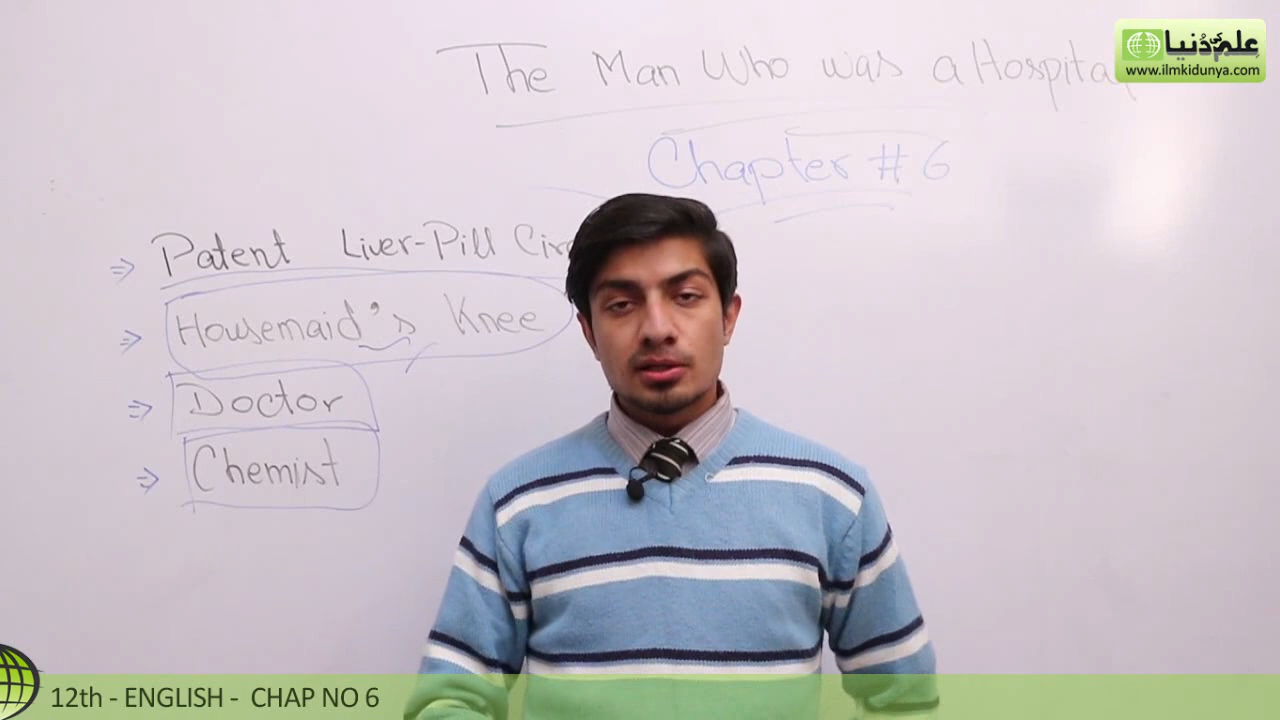 علم کی دُنیا
www.ilmkidunya.com
The Man Who was a Hospital
Chapter # 6
⇒ Patent Liver-Pill
⇒ Housemaid's Knee
⇒ Doctor
⇒ Chemist
12th - ENGLISH - CHAP NO 6